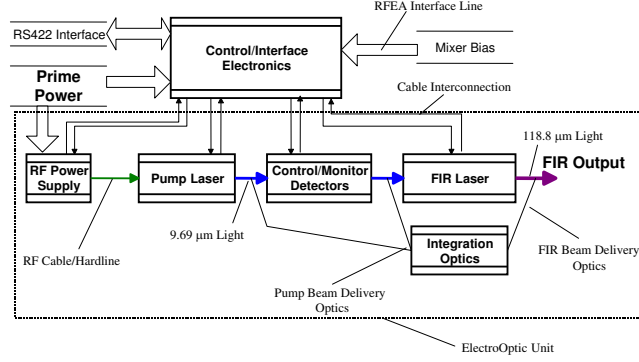 RFEA Interface Line
RS422 Interface
Control/Interface
Electronics
Mixer Bias
Prime
Power
Cable Interconnection
118.8 µm Light
FIR Output
RF Power
Supply
Pump Laser
Control/Monitor
Detectors
FIR Laser
9.69 µm Light
Integration
Optics
RF Cable/Hardline
FIR Beam Delivery
Optics
Pump Beam Delivery
Optics
ElectroOptic Unit